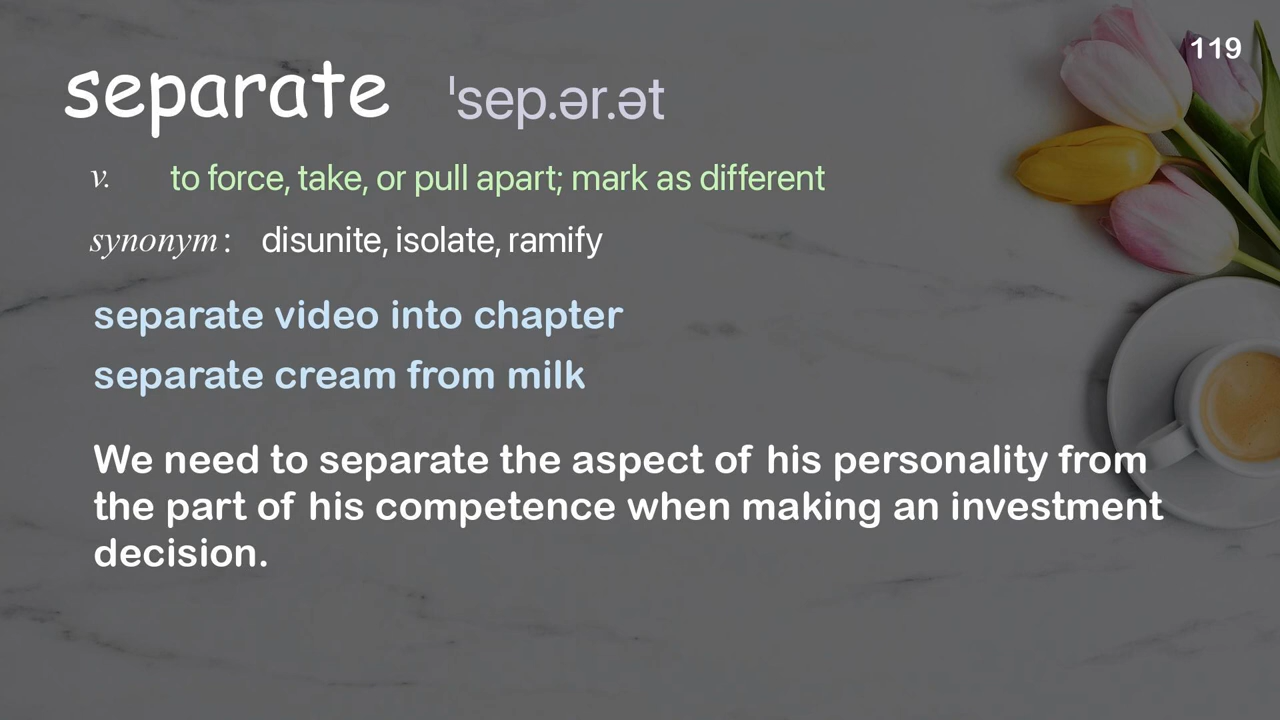 119
separate ˈsep.ər.ət
v. to force, take, or pull apart; mark as different
synonym : disunite, isolate, ramify
separate video into chapter
separate cream from milk
We need to separate the aspect of his personality from
the part of his competence when making an investment
decision.